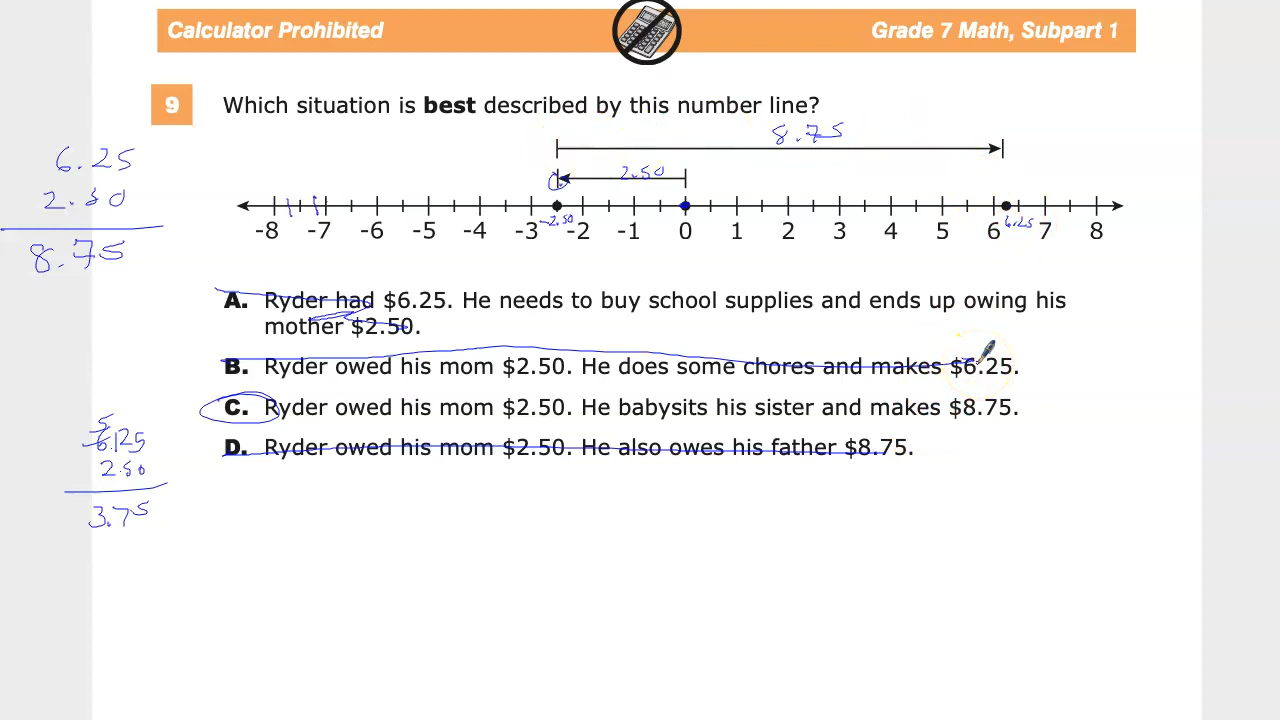 Calculator Prohibited
Grade 7 Math, Subpart 1
9 Which situation is best described by this number line?
8.75
2.50
-2.50
6.25
-8 -7 -6 -5 -4 -3 -2 -1 0 1 2 3 4 5 6 7 8
6.25
2.50
8.75
A. Ryder had $6.25. He needs to buy school supplies and ends up owing his
mother $2.50.
B. Ryder owed his mom $2.50. He does some chores and makes $6.25.
C. Ryder owed his mom $2.50. He babysits his sister and makes $8.75.
D. Ryder owed his mom $2.50. He also owes his father $8.75.
5
6.125
2.50
3.75